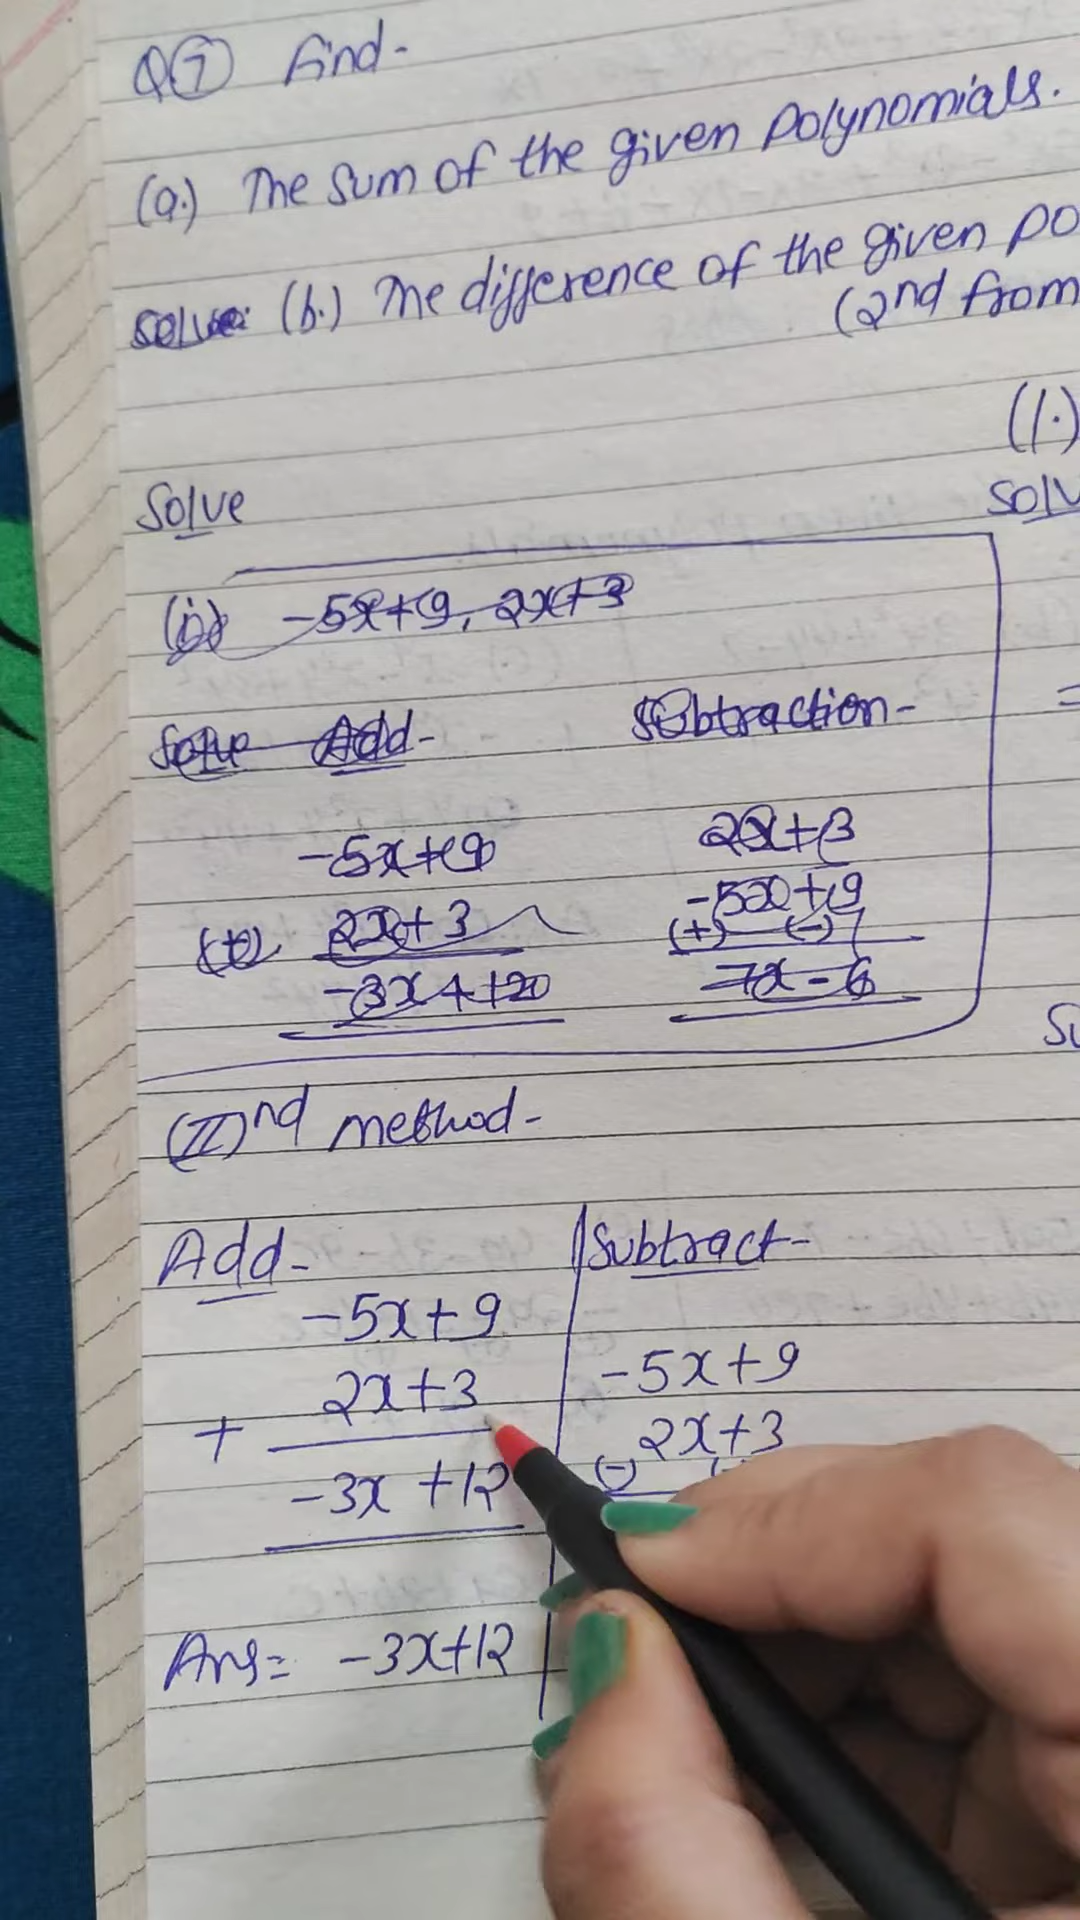 Q(7) Find-
(a.) The sum of the given polynomials.
solve: (b.) The difference of the given po
(2nd from
(1.)
Solve
Solv
(i) -5x+9, 2x+3
Solve Add-
Subtraction-
-5x+9
2x+3
(+)
-3x+12
2x+3
-5x+9
(+) (-)
7x-6
(II)nd method-
Add-
-5x+9
+ 2x+3
-3x+12
Ans= -3x+12
Subtract-
-5x+9
2x+3
(-)